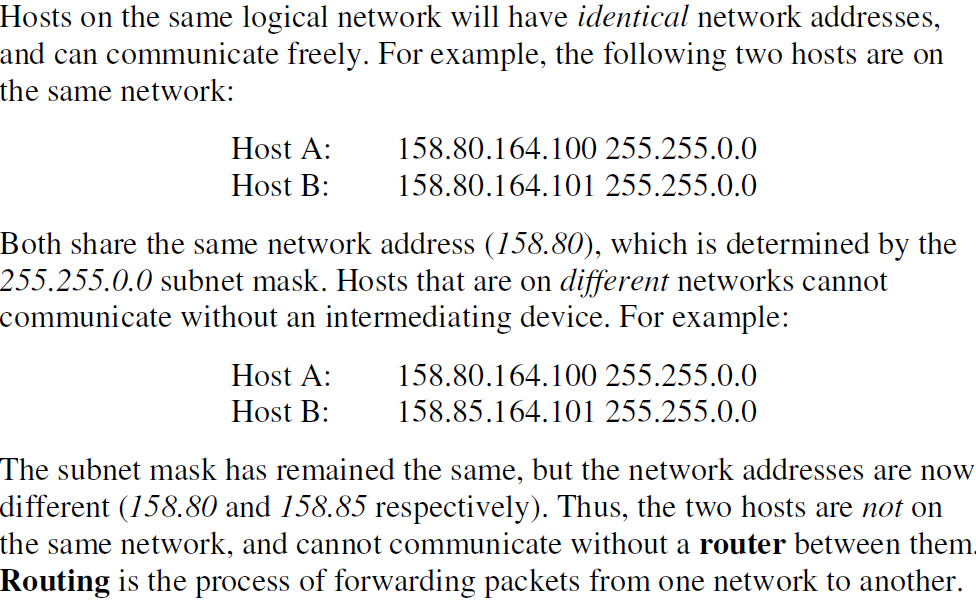 Hosts on the same logical network will have identical network addresses,
and can communicate freely. For example, the following two hosts are on
the same network:
Host A: 158.80.164.100 255.255.0.0
Host B: 158.80.164.101 255.255.0.0
Both share the same network address (158.80), which is determined by the
255.255.0.0 subnet mask. Hosts that are on different networks cannot
communicate without an intermediating device. For example:
Host A: 158.80.164.100 255.255.0.0
Host B: 158.85.164.101 255.255.0.0
The subnet mask has remained the same, but the network addresses are now
different (158.80 and 158.85 respectively). Thus, the two hosts are not on
the same network, and cannot communicate without a router between them.
Routing is the process of forwarding packets from one network to another.